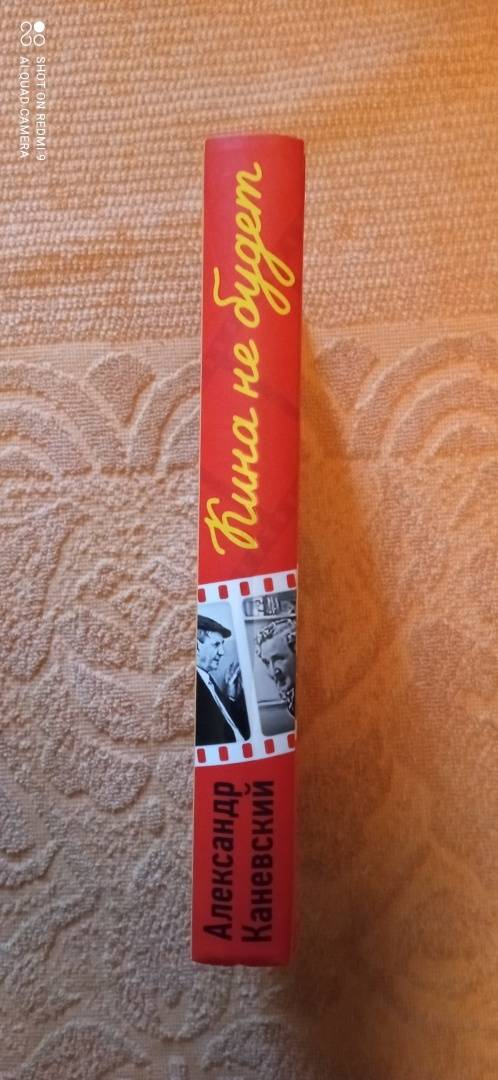 SHOT ON REDMI 9
AI QUAD CAMERA
Кина не будет
Александр
Каневский